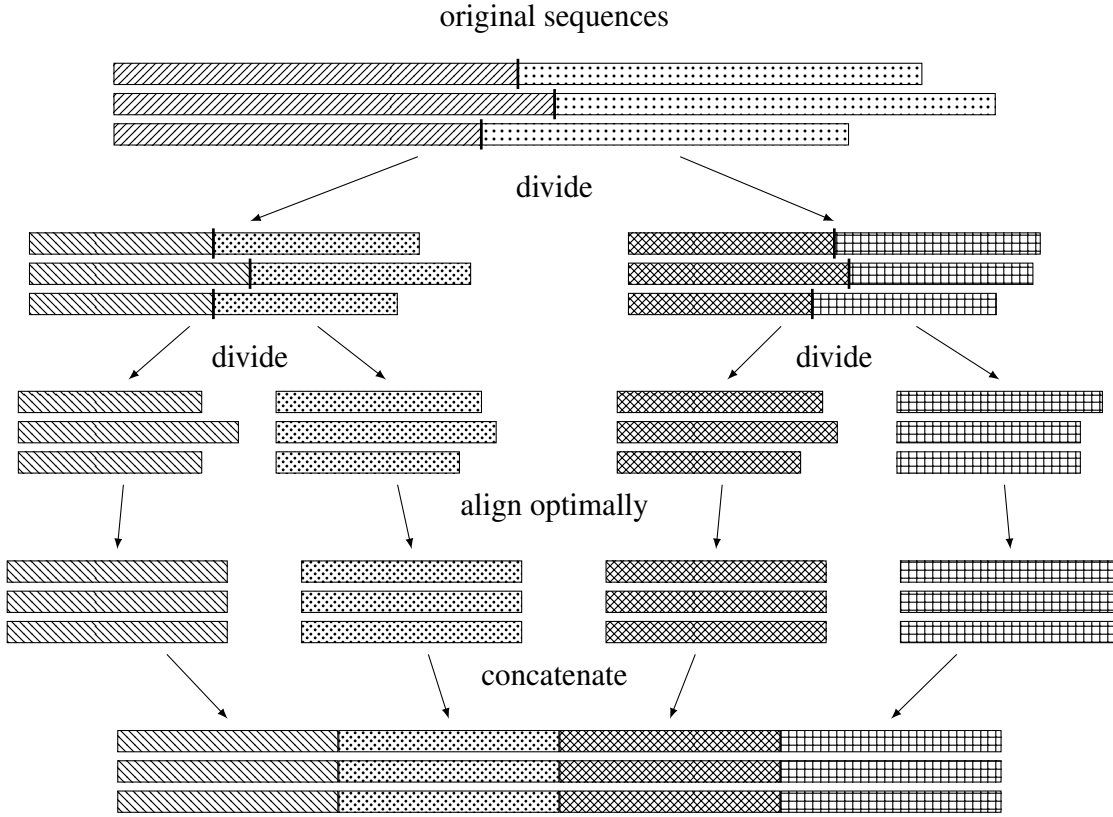 original sequences
divide
divide
divide
align optimally
concatenate